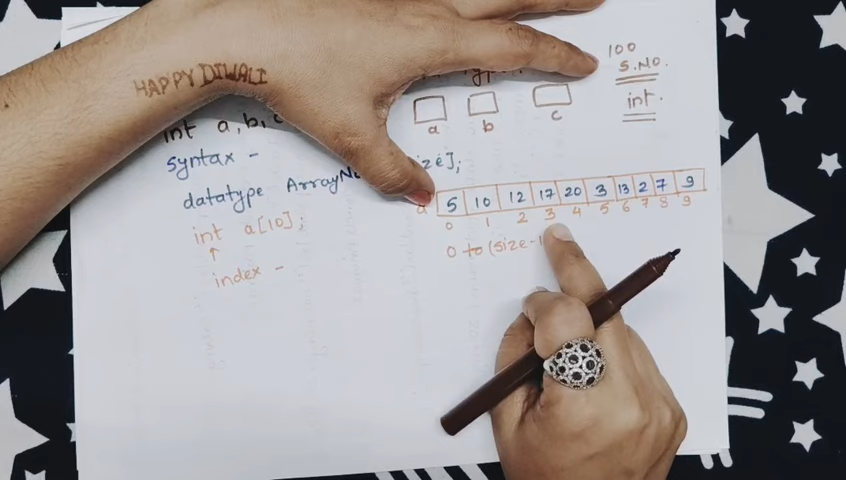 HAPPY DIWALI
100
S.NO.
int.
a b c
int a, b, c
syntax -
datatype ArrayNa size];
int a[10];
index -
a 5 10 12 17 20 3 13 2 7 9
0 1 2 3 4 5 6 7 8 9
0 to (size-1